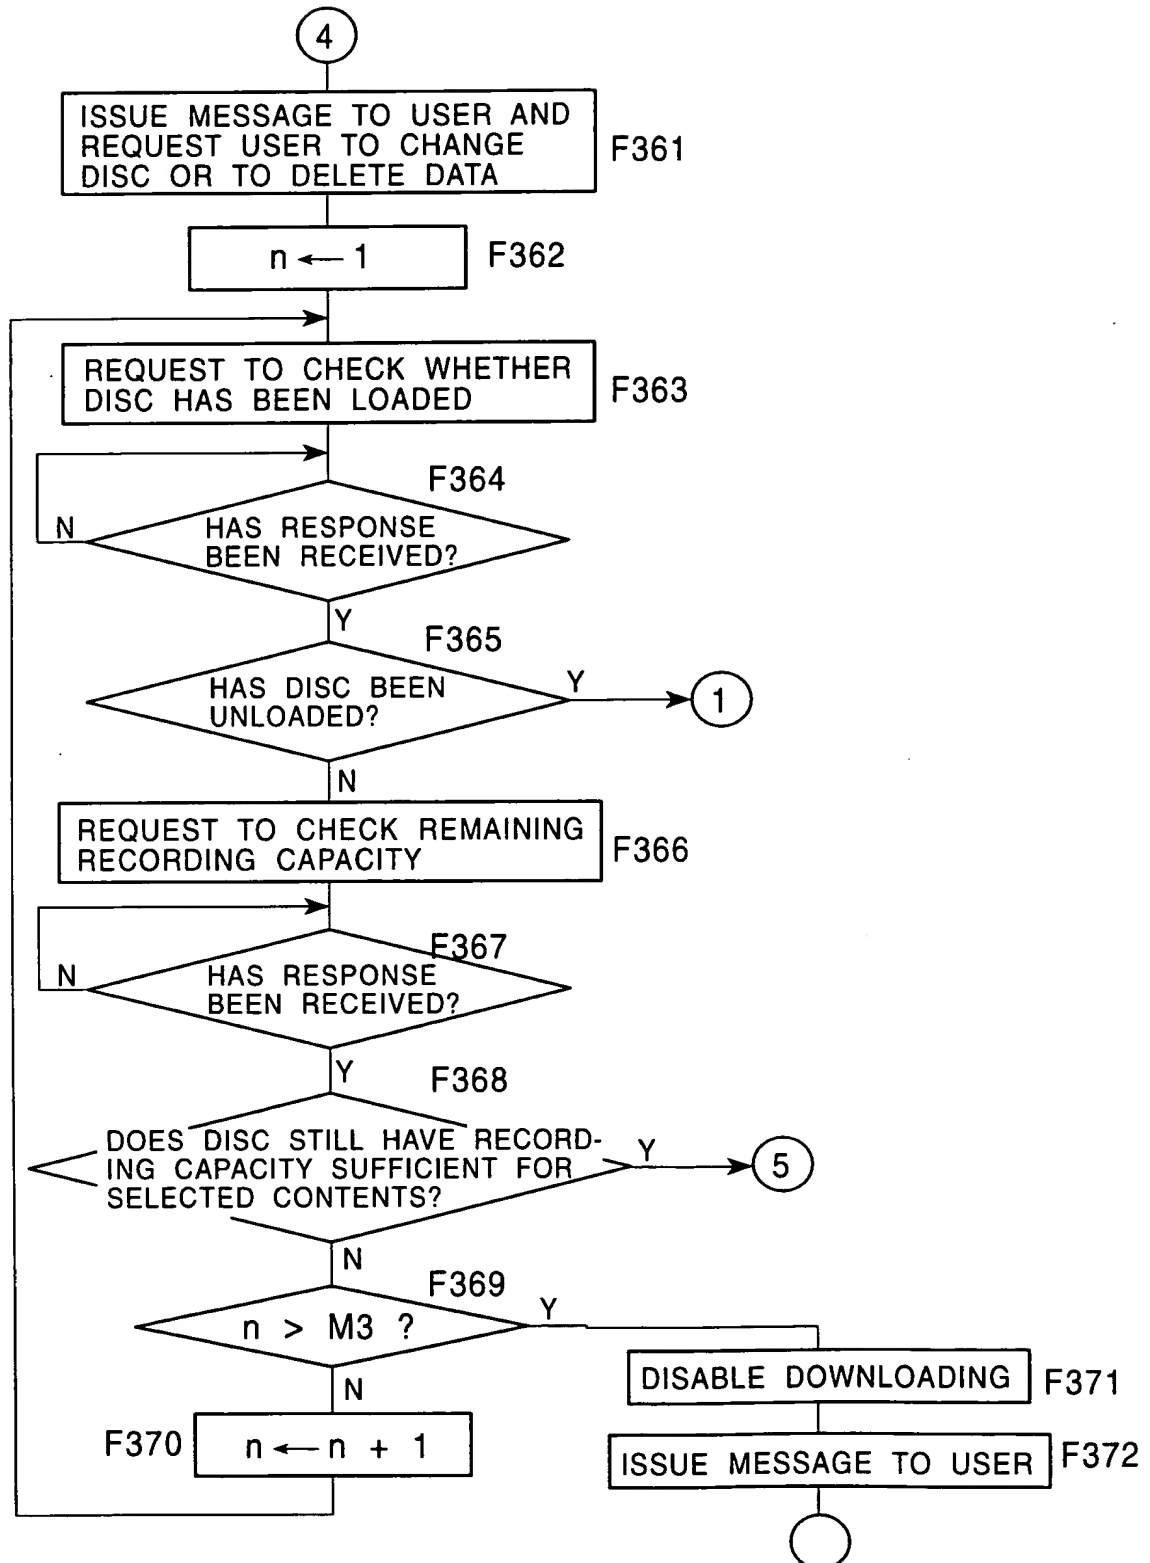 4
ISSUE MESSAGE TO USER AND
REQUEST USER TO CHANGE
DISC OR TO DELETE DATA
F361
n ← 1
F362
REQUEST TO CHECK WHETHER
DISC HAS BEEN LOADED
F363
F364
N
HAS RESPONSE
BEEN RECEIVED?
Y
F365
HAS DISC BEEN
UNLOADED?
Y
1
N
REQUEST TO CHECK REMAINING
RECORDING CAPACITY
F366
F367
N
HAS RESPONSE
BEEN RECEIVED?
Y
F368
DOES DISC STILL HAVE RECORD-
ING CAPACITY SUFFICIENT FOR
SELECTED CONTENTS?
Y
5
N
F369
n > M3 ?
Y
N
DISABLE DOWNLOADING
F371
F370
n ← n + 1
ISSUE MESSAGE TO USER
F372